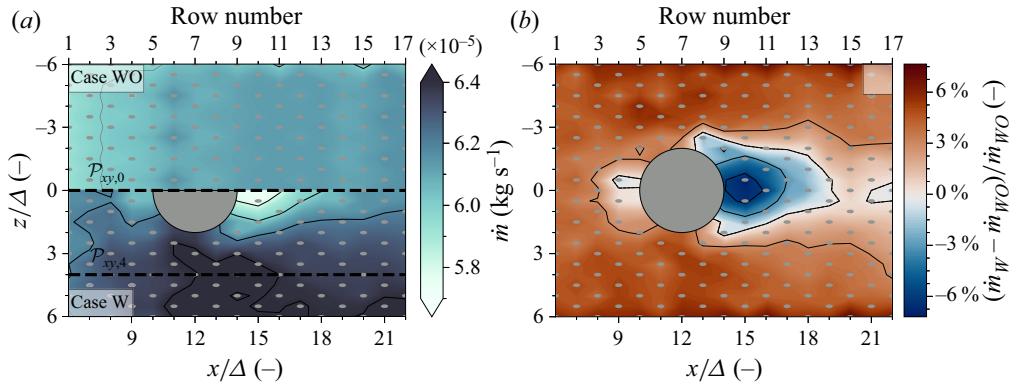 (a)
Row number
1 3 5 7 9 11 13 15 17
(×10⁻⁵)
−6
−3
0
3
6
z/Δ (–)
Case WO
𝒫xy,0
𝒫xy,4
Case W
9 12 15 18 21
x/Δ (–)
6.4
6.2
6.0
5.8
ṁ (kg s⁻¹)
(b)
Row number
1 3 5 7 9 11 13 15 17
−6
−3
0
3
6
9 12 15 18 21
x/Δ (–)
6 %
3 %
0 %
−3 %
−6 %
(ṁW − ṁWO)/ṁWO (–)